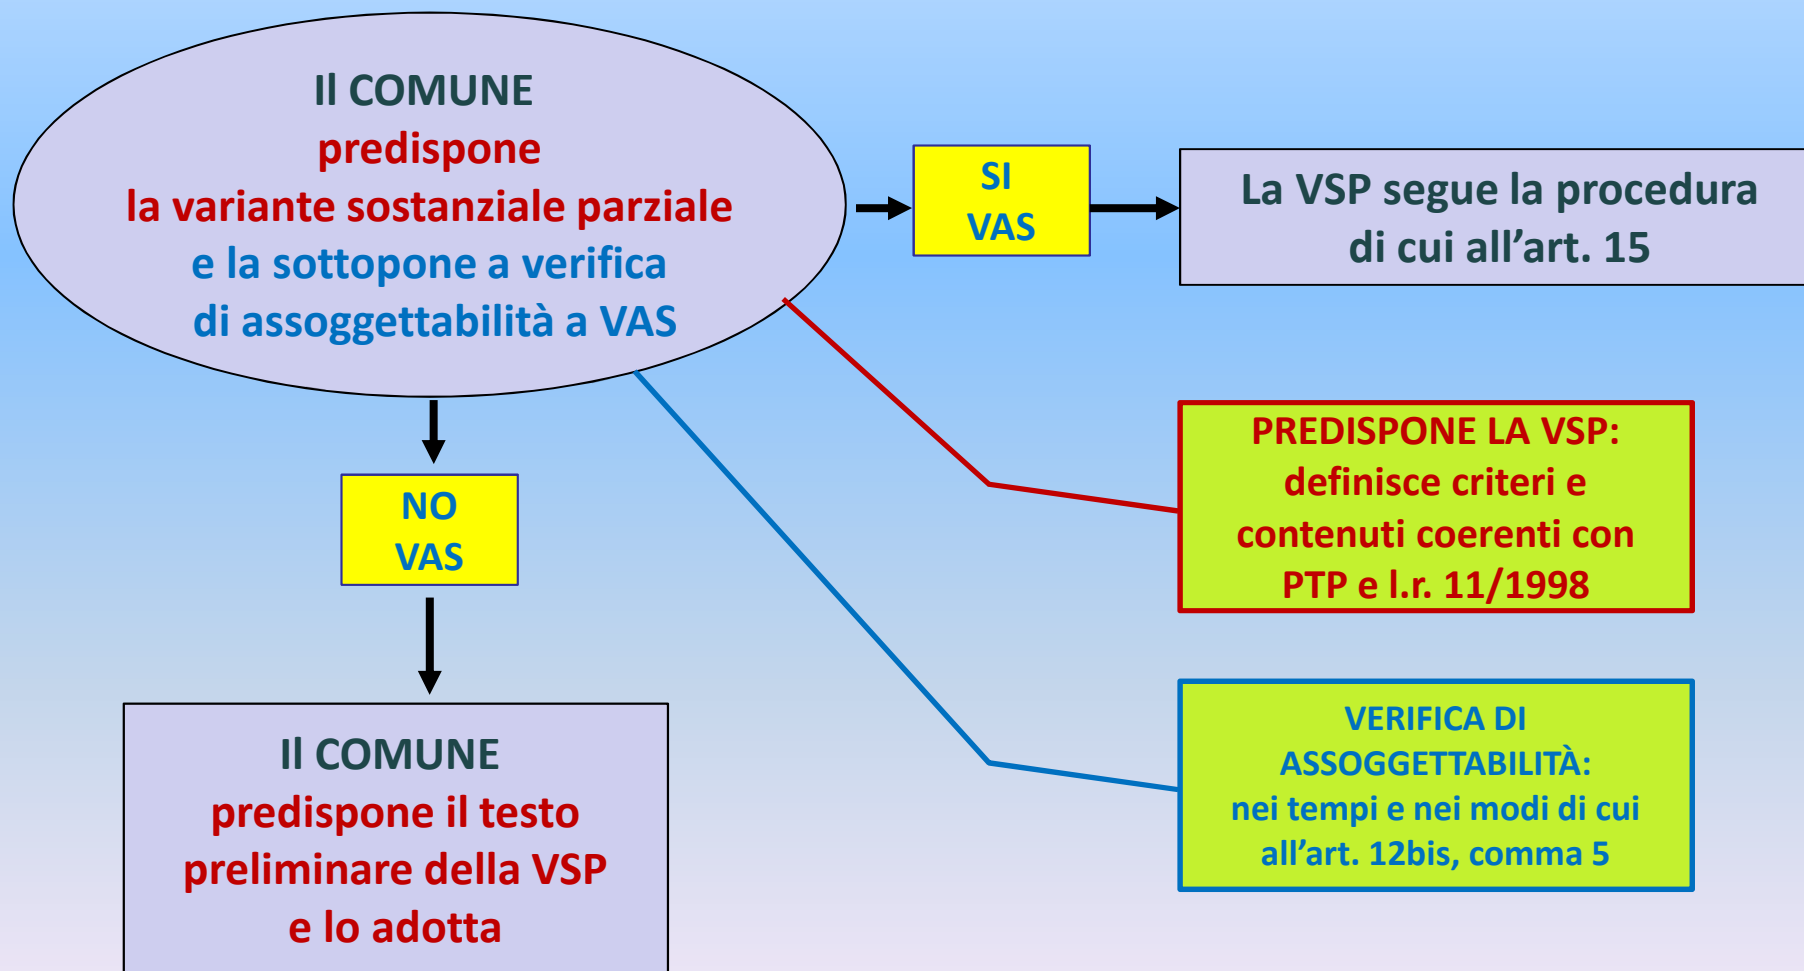 Il COMUNE
predispone
la variante sostanziale parziale
e la sottopone a verifica
di assoggettabilità a VAS
SI
VAS
La VSP segue la procedura
di cui all’art. 15
PREDISPONE LA VSP:
definisce criteri e
contenuti coerenti con
PTP e l.r. 11/1998
NO
VAS
VERIFICA DI
ASSOGGETTABILITÀ:
nei tempi e nei modi di cui
all’art. 12bis, comma 5
Il COMUNE
predispone il testo
preliminare della VSP
e lo adotta